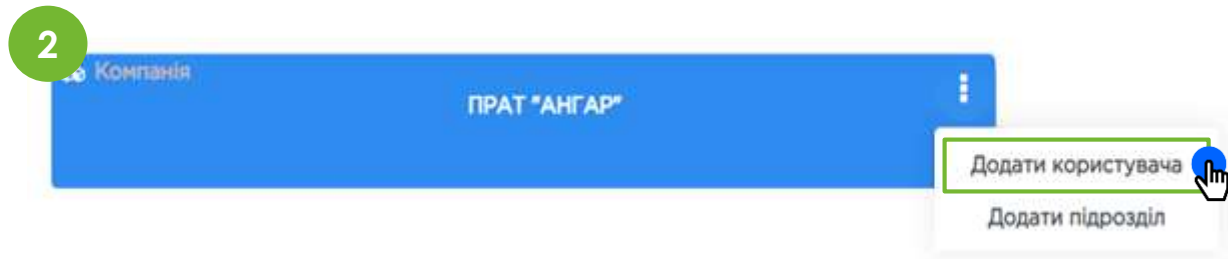 2
Компанія
ПРАТ "АНГАР"
Додати користувача
Додати підрозділ